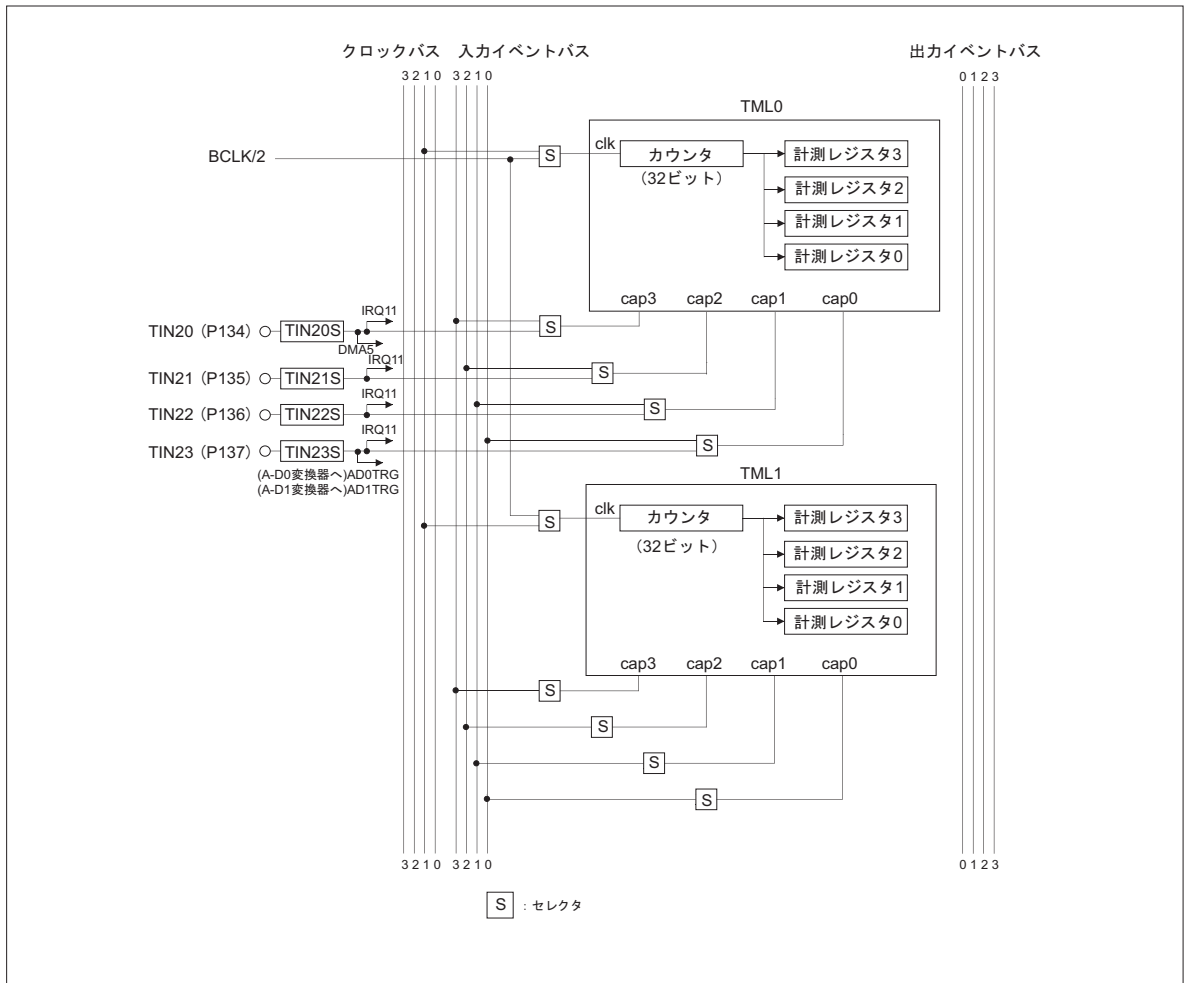 クロックバス 入力イベントバス 出力イベントバス
3 2 1 0 3 2 1 0 0 1 2 3
TML0
BCLK/2
S
clk
カウンタ
(32ビット)
計測レジスタ3
計測レジスタ2
計測レジスタ1
計測レジスタ0
cap3 cap2 cap1 cap0
TIN20 (P134) TIN20S IRQ11 S
DMA5
TIN21 (P135) TIN21S IRQ11 S
TIN22 (P136) TIN22S IRQ11 S
TIN23 (P137) TIN23S IRQ11 S
(A-D0変換器へ)AD0TRG
(A-D1変換器へ)AD1TRG
TML1
S
clk
カウンタ
(32ビット)
計測レジスタ3
計測レジスタ2
計測レジスタ1
計測レジスタ0
cap3 cap2 cap1 cap0
S
S
S
S
3 2 1 0 3 2 1 0 0 1 2 3
S : セレクタ